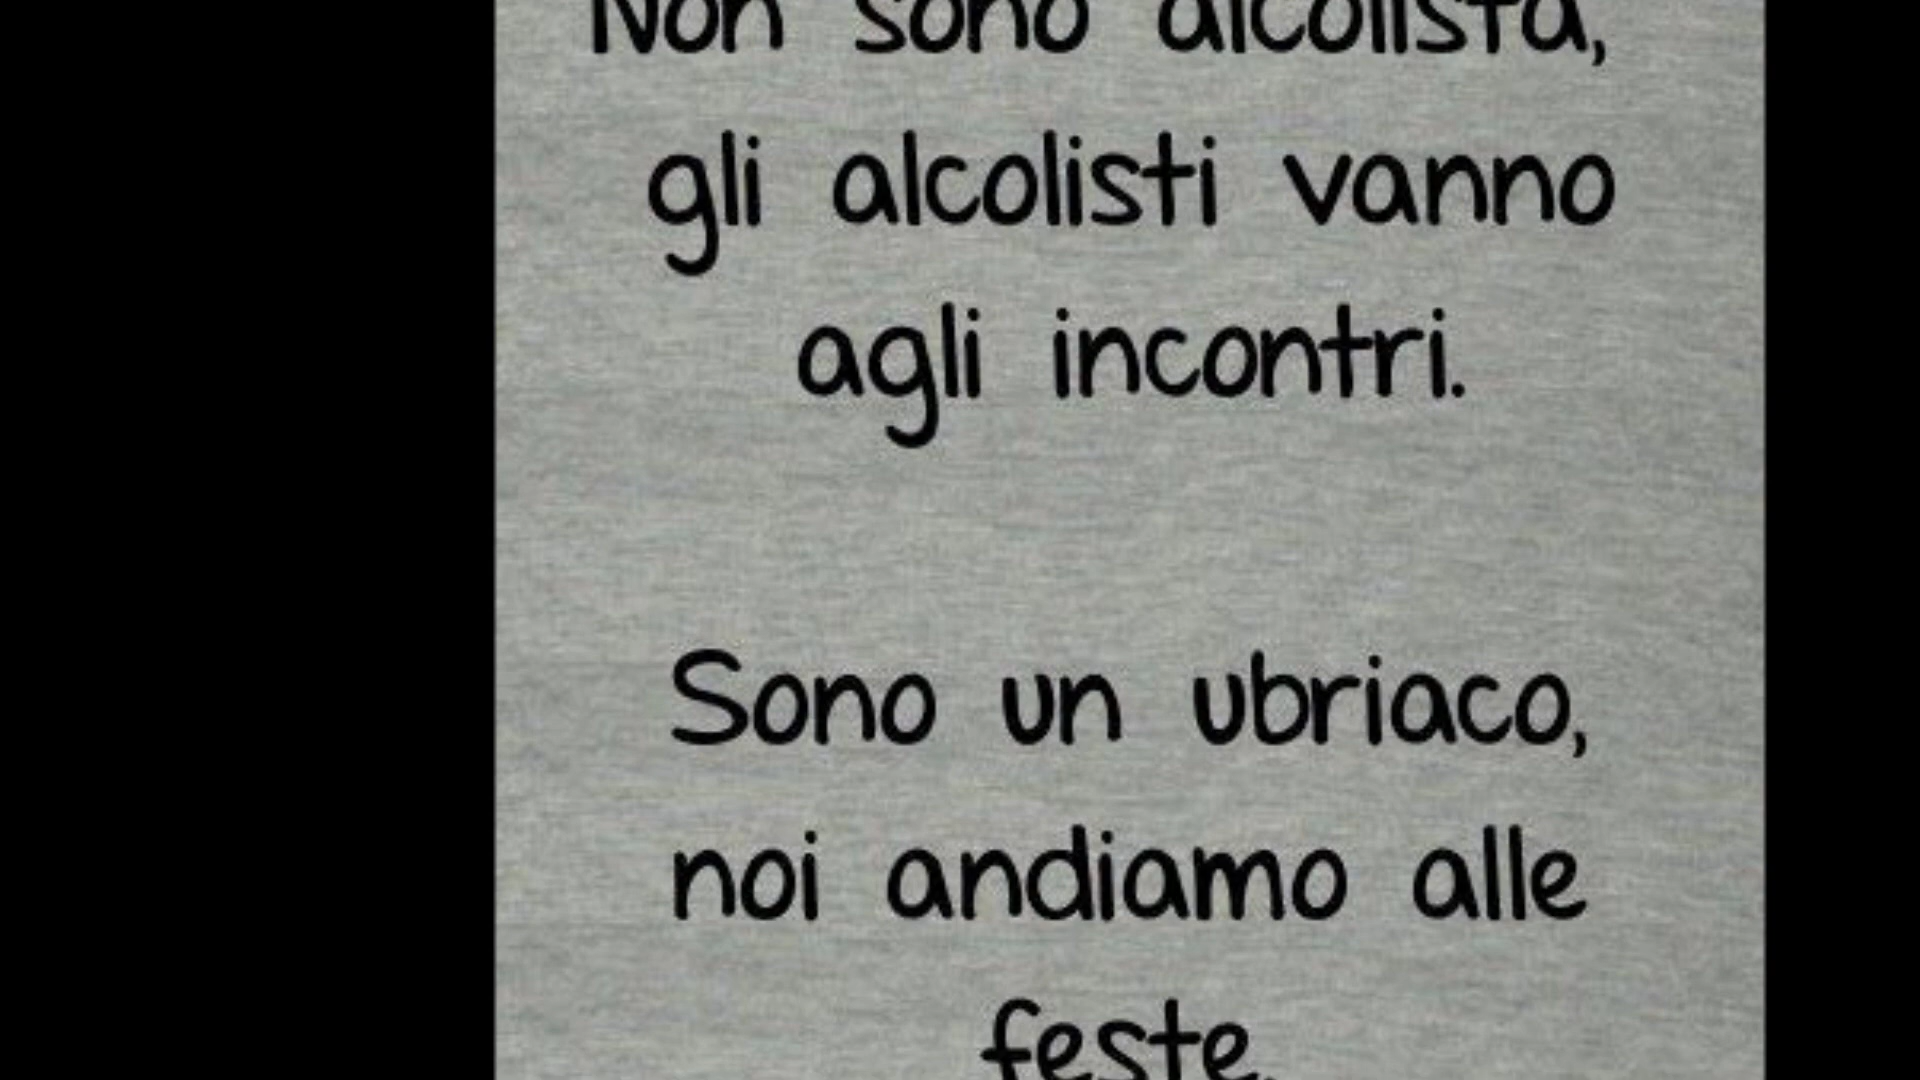 Non sono alcolista,
gli alcolisti vanno
agli incontri.
Sono un ubriaco,
noi andiamo alle
feste.